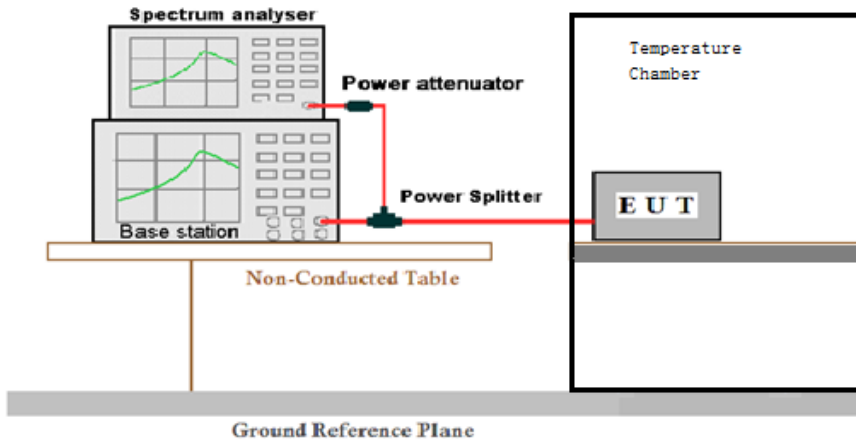 Spectrum analyser
Temperature
Chamber
Power attenuator
Power Splitter
E U T
Base station
Non-Conducted Table
Ground Reference Plane